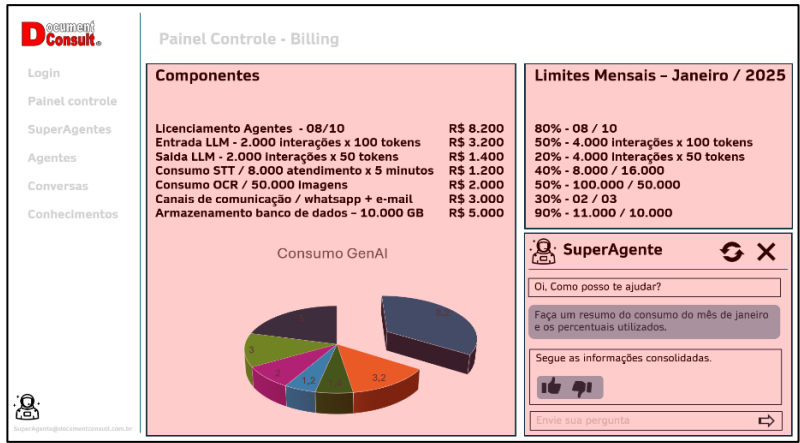 Document
Consult.
Painel Controle - Billing
Login
Painel controle
SuperAgentes
Agentes
Conversas
Conhecimentos
SuperAgente@documentconsult.com.br
Componentes
Licenciamento Agentes - 08/10 R$ 8.200
Entrada LLM - 2.000 interações x 100 tokens R$ 3.200
Saida LLM - 2.000 interações x 50 tokens R$ 1.400
Consumo STT / 8.000 atendimento x 5 minutos R$ 1.200
Consumo OCR / 50.000 Imagens R$ 2.000
Canais de comunicação / whatsapp + e-mail R$ 3.000
Armazenamento banco de dados – 10.000 GB R$ 5.000
Consumo GenAI
3
2
1,2
3,2
Limites Mensais – Janeiro / 2025
80% - 08 / 10
50% - 4.000 interações x 100 tokens
20% - 4.000 Interações x 50 tokens
40% - 8.000 / 16.000
50% - 100.000 / 50.000
30% - 02 / 03
90% - 11.000 / 10.000
SuperAgente
Oi, Como posso te ajudar?
Faça um resumo do consumo do mês de janeiro
e os percentuais utilizados.
Segue as informações consolidadas.
Envie sua pergunta